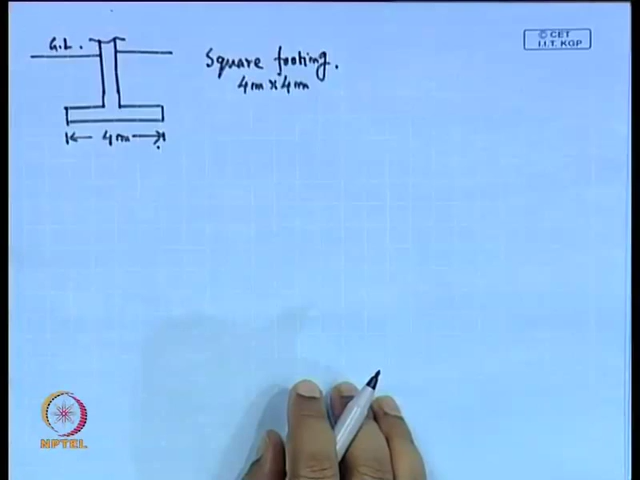 G.L.
Square footing.
4m x 4m
4m
© CET
I.I.T. KGP
NPTEL